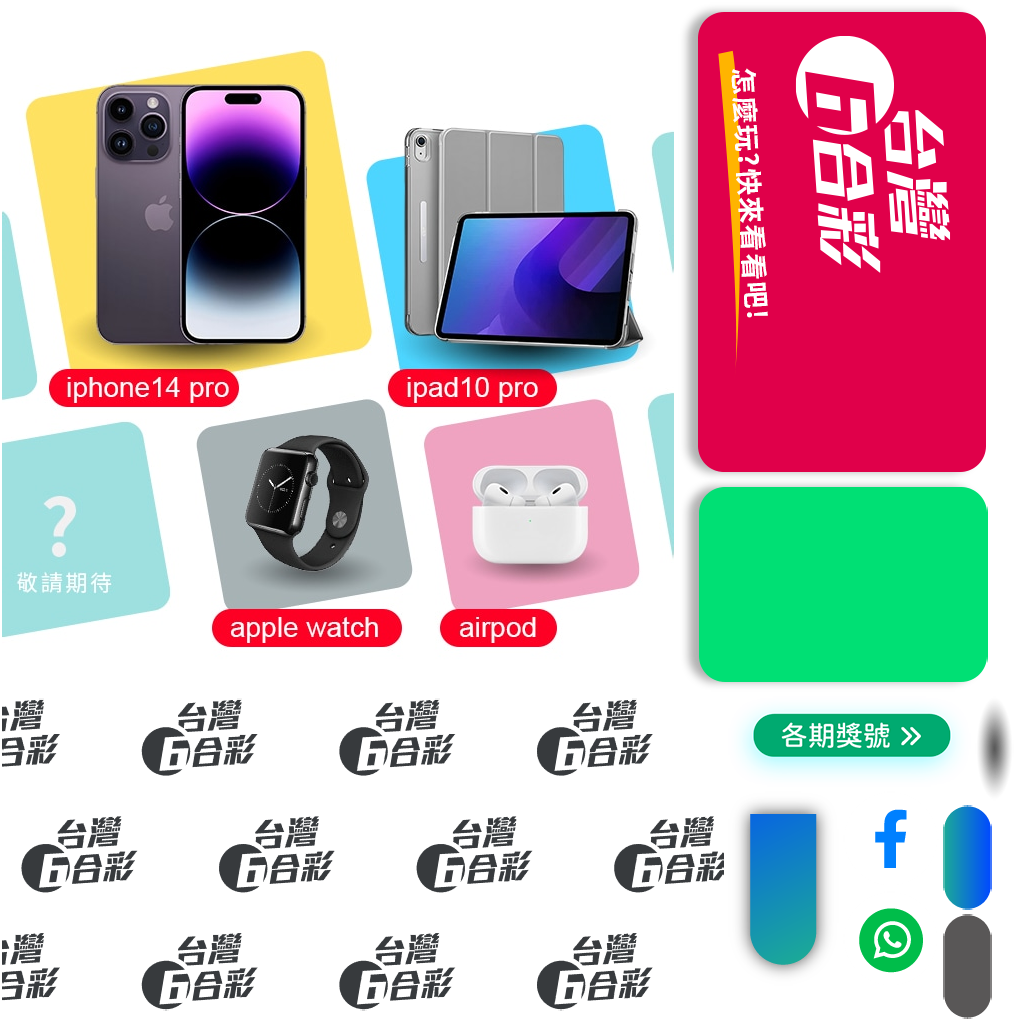 iphone14 pro
ipad10 pro
?
敬請期待
apple watch
airpod
台灣
6合彩
怎麼玩?快來看看吧!
各期獎號 »
灣
合彩
台灣
6合彩
台灣
6合彩
台灣
6合彩
台灣
6合彩
台灣
6合彩
台灣
6合彩
台灣
6合彩
灣
合彩
台灣
6合彩
台灣
6合彩
台灣
6合彩